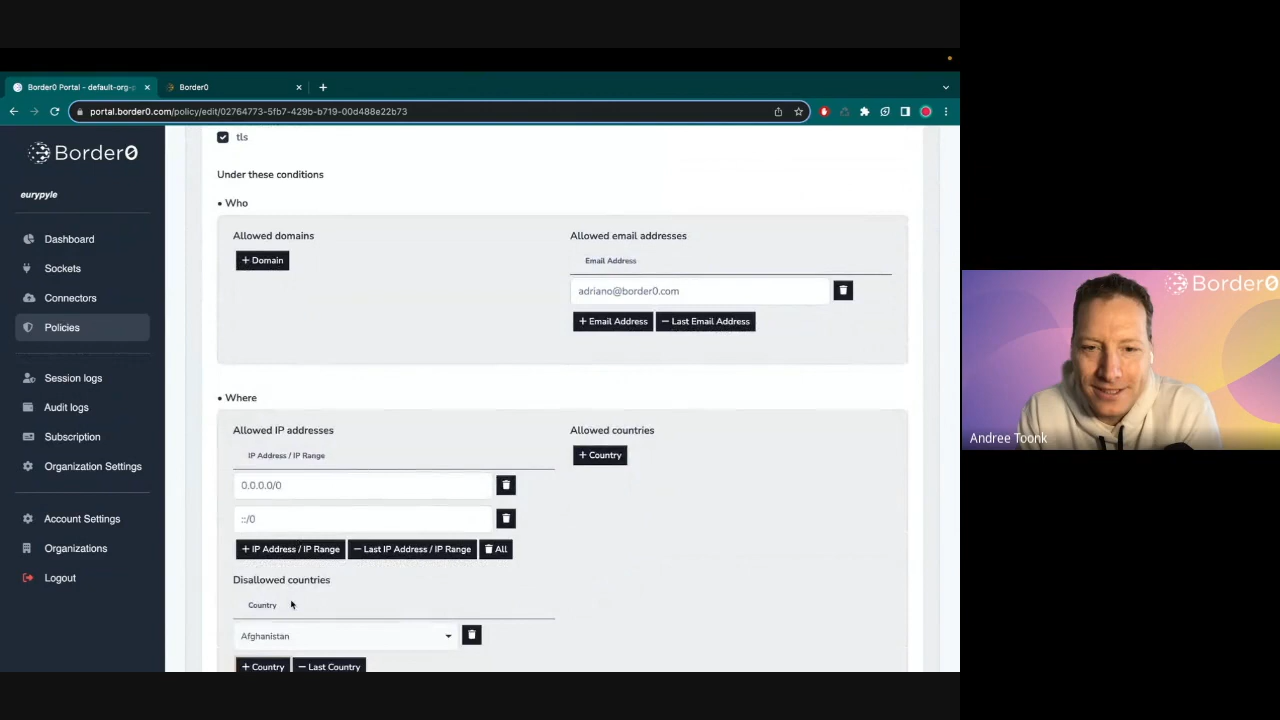 Border0 Portal - default-org-
Border0
portal.border0.com/policy/edit/02764773-5fb7-429b-b719-00d488e22b73
Border0
eurypyle
Dashboard
Sockets
Connectors
Policies
Session logs
Audit logs
Subscription
Organization Settings
Account Settings
Organizations
Logout
tls
Under these conditions
• Who
Allowed domains
+ Domain
Allowed email addresses
Email Address
adriano@border0.com
+ Email Address
− Last Email Address
• Where
Allowed IP addresses
IP Address / IP Range
0.0.0.0/0
::/0
+ IP Address / IP Range
− Last IP Address / IP Range
All
Allowed countries
+ Country
Disallowed countries
Country
Afghanistan
+ Country
− Last Country
Border0
Andree Toonk